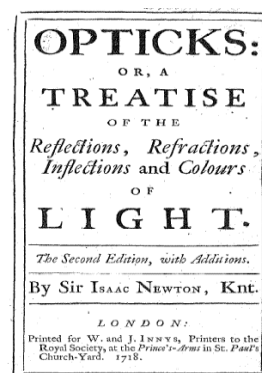 OPTICKS:
OR, A
TREATISE
OF THE
Reflections, Refractions,
Inflections and Colours
OF
LIGHT.
The Second Edition, with Additions.
By Sir ISAAC NEWTON, Knt.
LONDON:
Printed for W. and J. INNYS, Printers to the
Royal Society, at the Prince's-Arms in St. Paul's
Church-Yard. 1718.